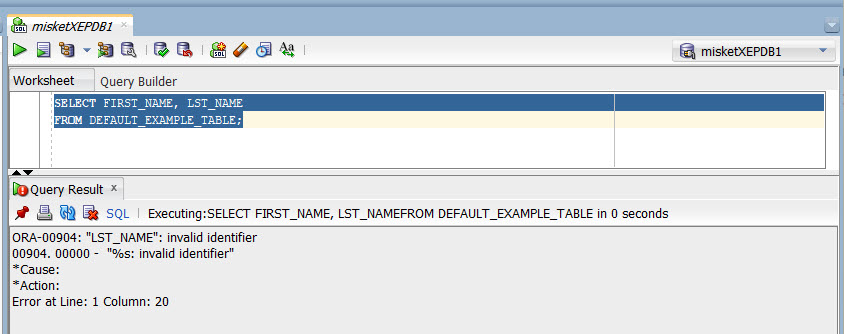 misketXEPDB1
misketXEPDB1
Worksheet Query Builder
SELECT FIRST_NAME, LST_NAME
FROM DEFAULT_EXAMPLE_TABLE;
Query Result x
SQL | Executing:SELECT FIRST_NAME, LST_NAMEFROM DEFAULT_EXAMPLE_TABLE in 0 seconds
ORA-00904: "LST_NAME": invalid identifier
00904. 00000 - "%s: invalid identifier"
*Cause:
*Action:
Error at Line: 1 Column: 20